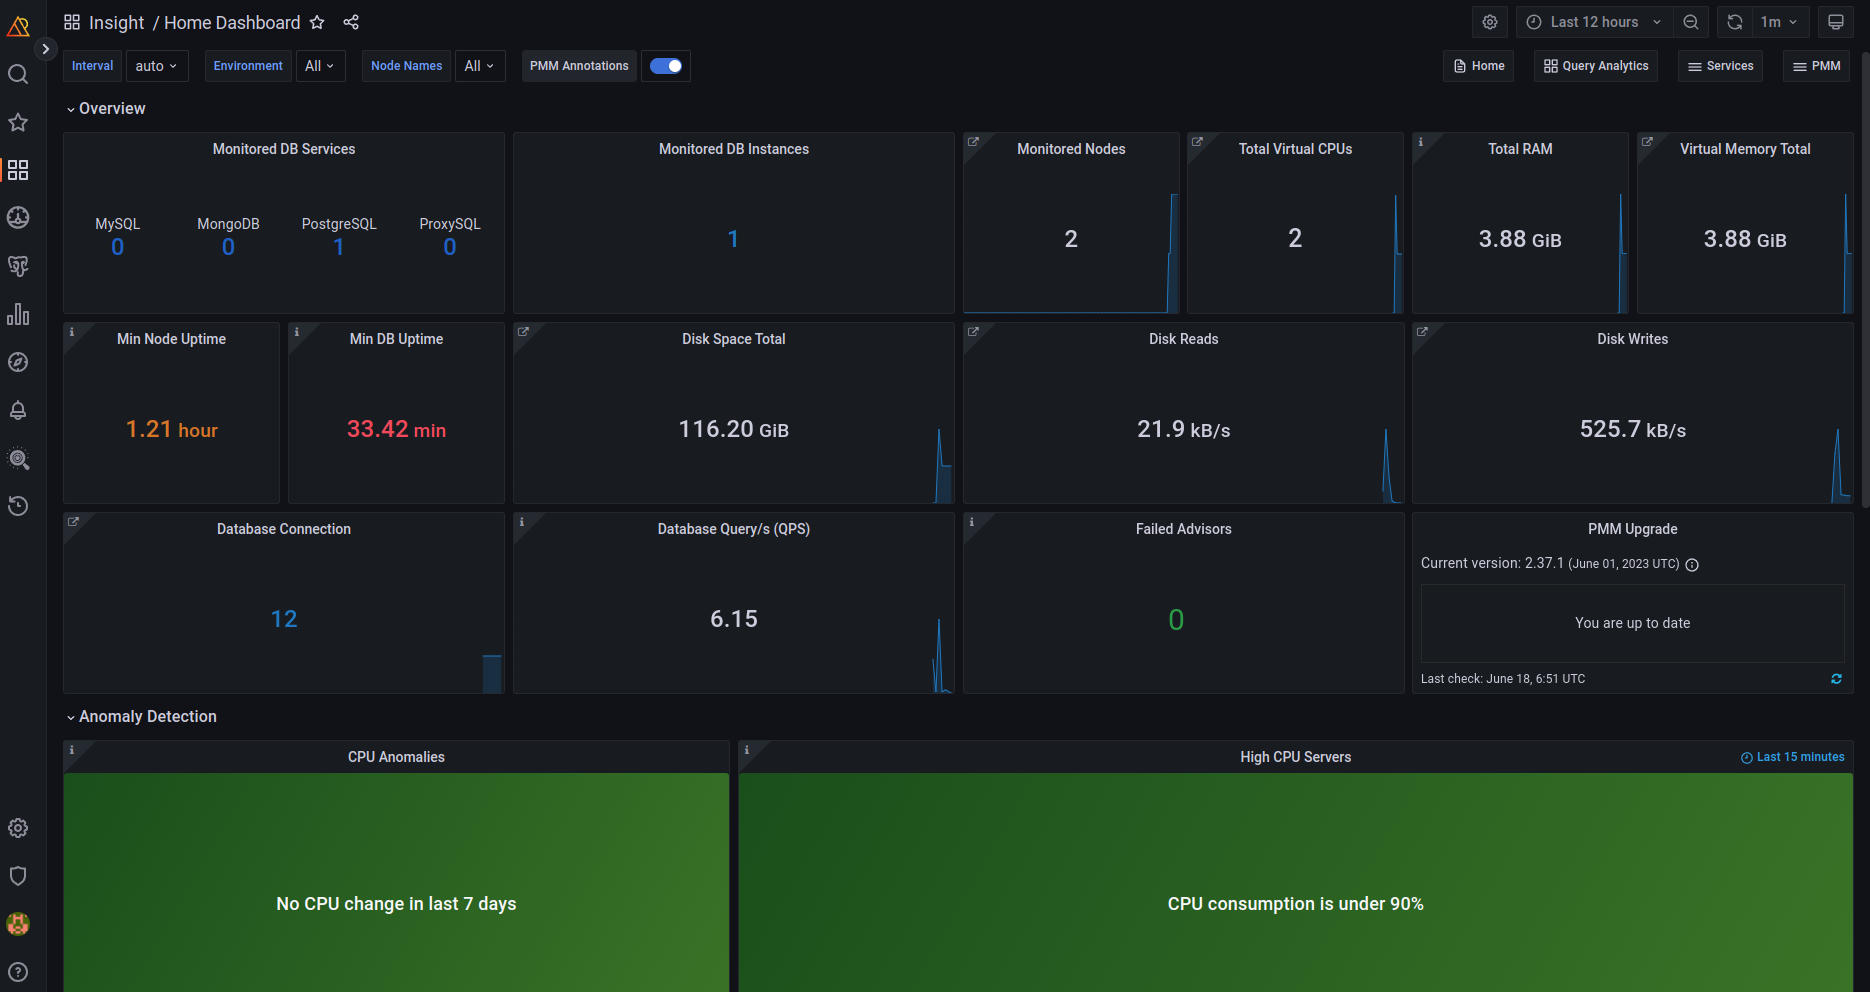 Insight / Home Dashboard
Last 12 hours
1m
Interval auto Environment All Node Names All PMM Annotations
Home Query Analytics Services PMM
Overview
Monitored DB Services
MySQL MongoDB PostgreSQL ProxySQL
0 0 1 0
Monitored DB Instances
1
Monitored Nodes
2
Total Virtual CPUs
2
Total RAM
3.88 GiB
Virtual Memory Total
3.88 GiB
Min Node Uptime
1.21 hour
Min DB Uptime
33.42 min
Disk Space Total
116.20 GiB
Disk Reads
21.9 kB/s
Disk Writes
525.7 kB/s
Database Connection
12
Database Query/s (QPS)
6.15
Failed Advisors
0
PMM Upgrade
Current version: 2.37.1 (June 01, 2023 UTC)
You are up to date
Last check: June 18, 6:51 UTC
Anomaly Detection
CPU Anomalies
No CPU change in last 7 days
High CPU Servers
Last 15 minutes
CPU consumption is under 90%